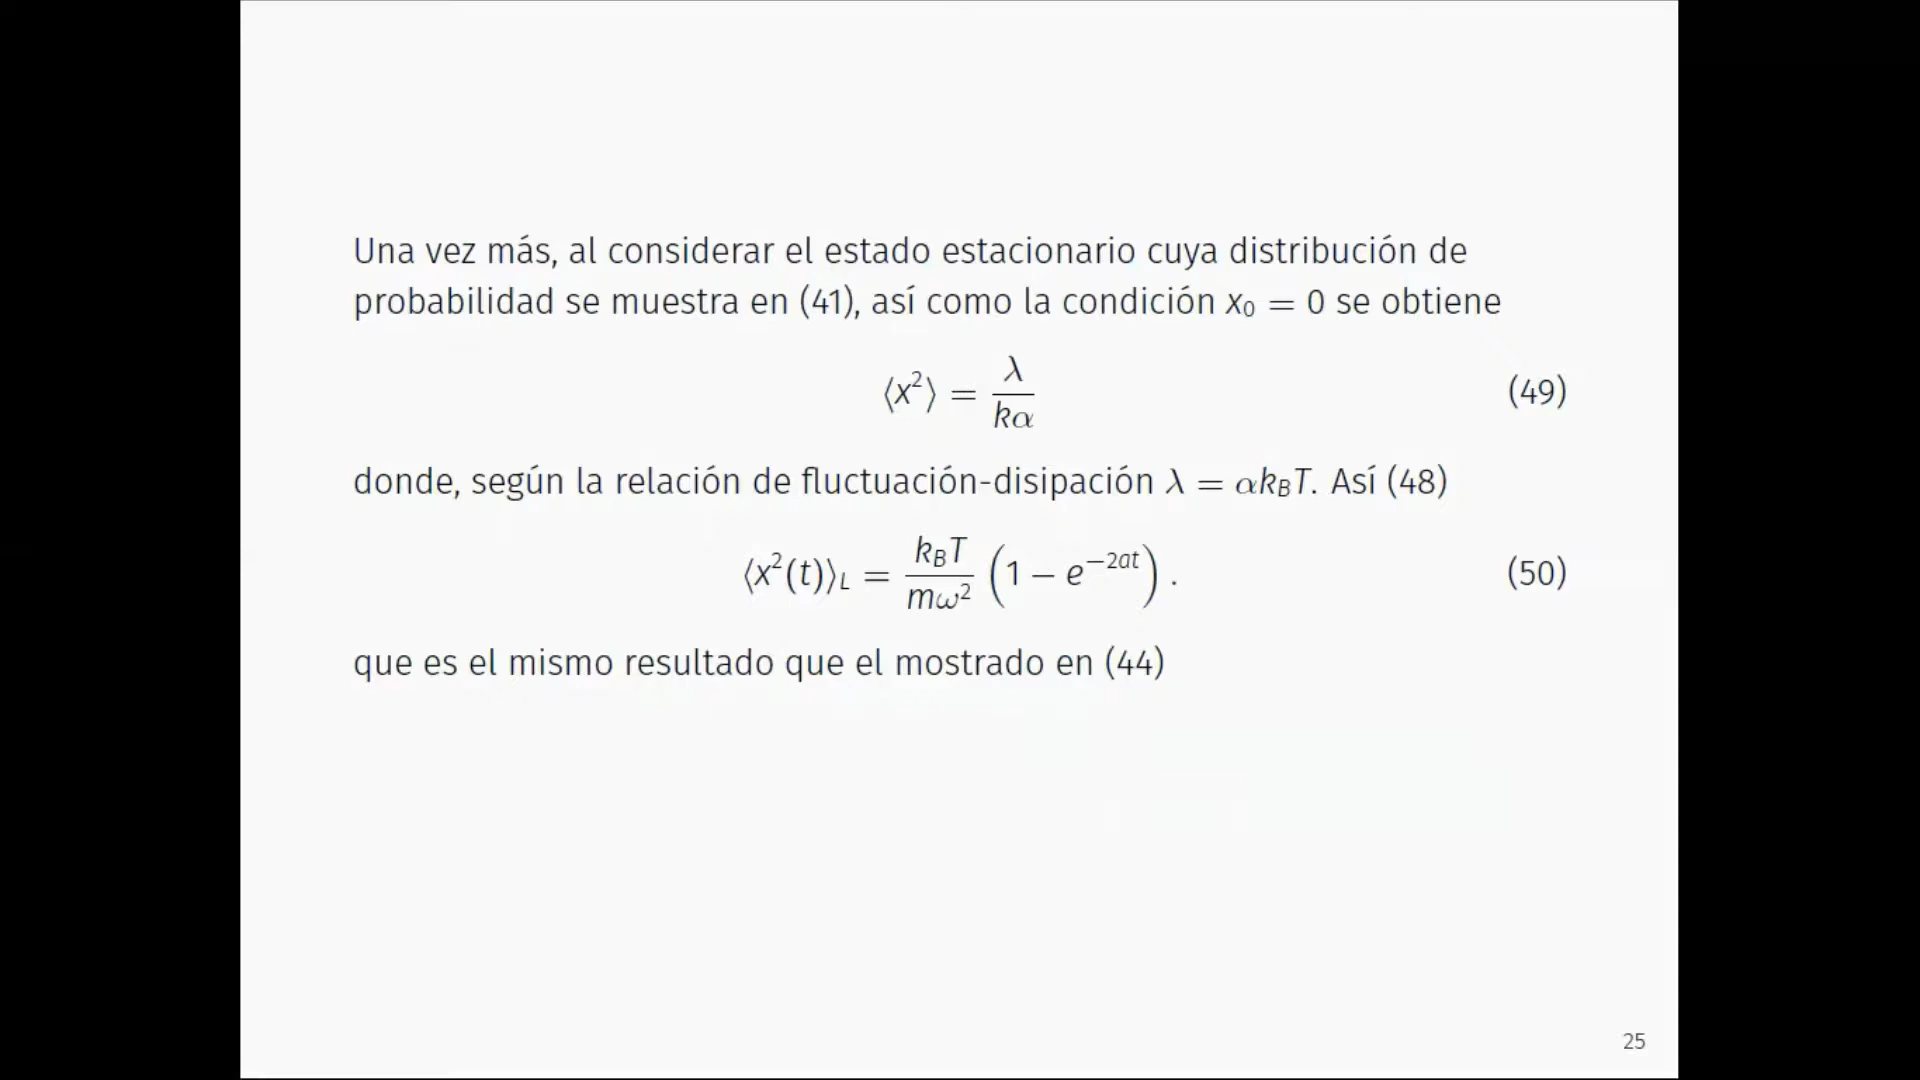 Una vez más, al considerar el estado estacionario cuya distribución de
probabilidad se muestra en (41), así como la condición x₀ = 0 se obtiene
⟨x²⟩ = λ / kα (49)
donde, según la relación de fluctuación-disipación λ = αk_BT. Así (48)
⟨x²(t)⟩_L = k_BT / mω² (1 − e^{−2at}) . (50)
que es el mismo resultado que el mostrado en (44)
25